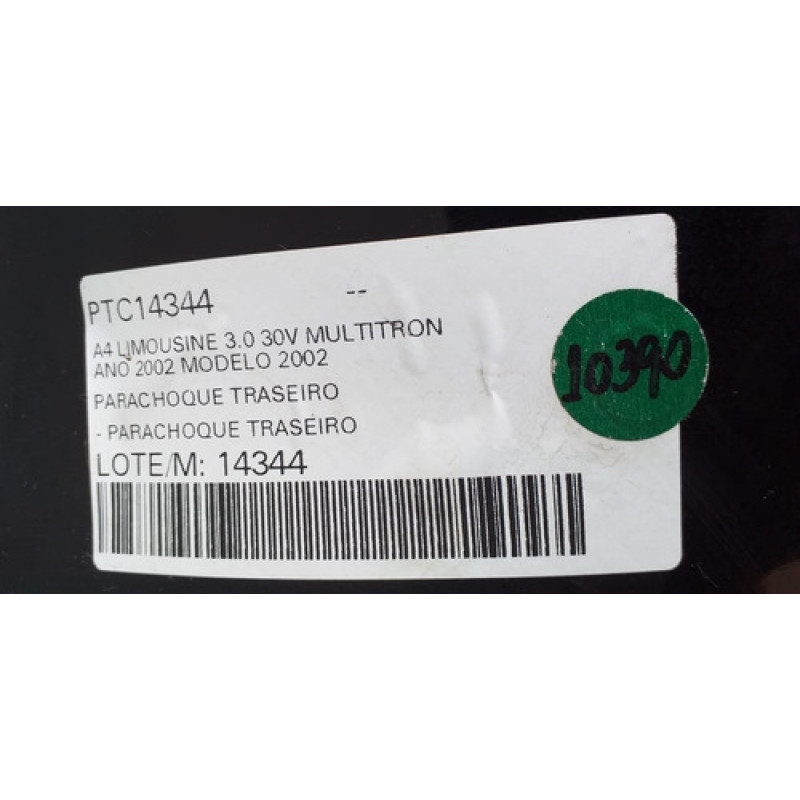 PTC14344 --
A4 LIMOUSINE 3.0 30V MULTITRON
ANO 2002 MODELO 2002
PARACHOQUE TRASEIRO
- PARACHOQUE TRASEIRO
LOTE/M: 14344
10390